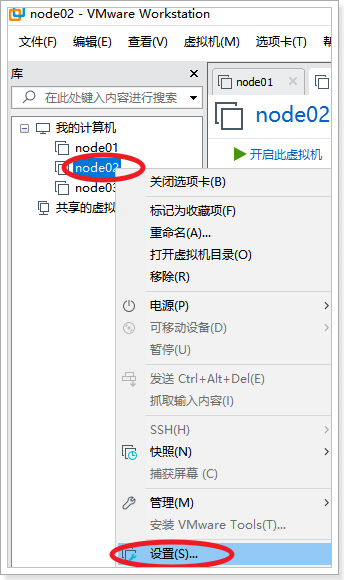 node02 - VMware Workstation
文件(F) 编辑(E) 查看(V) 虚拟机(M) 选项卡(T)
库
在此处键入内容进行搜索
我的计算机
node01
node02
node03
共享的虚拟
node01
node02
开启此虚拟机
关闭选项卡(B)
标记为收藏项(F)
重命名(A)...
打开虚拟机目录(O)
移除(R)
电源(P)
可移动设备(D)
暂停(U)
发送 Ctrl+Alt+Del(E)
抓取输入内容(I)
SSH(H)
快照(N)
捕获屏幕 (C)
管理(M)
安装 VMware Tools(T)...
设置(S)...